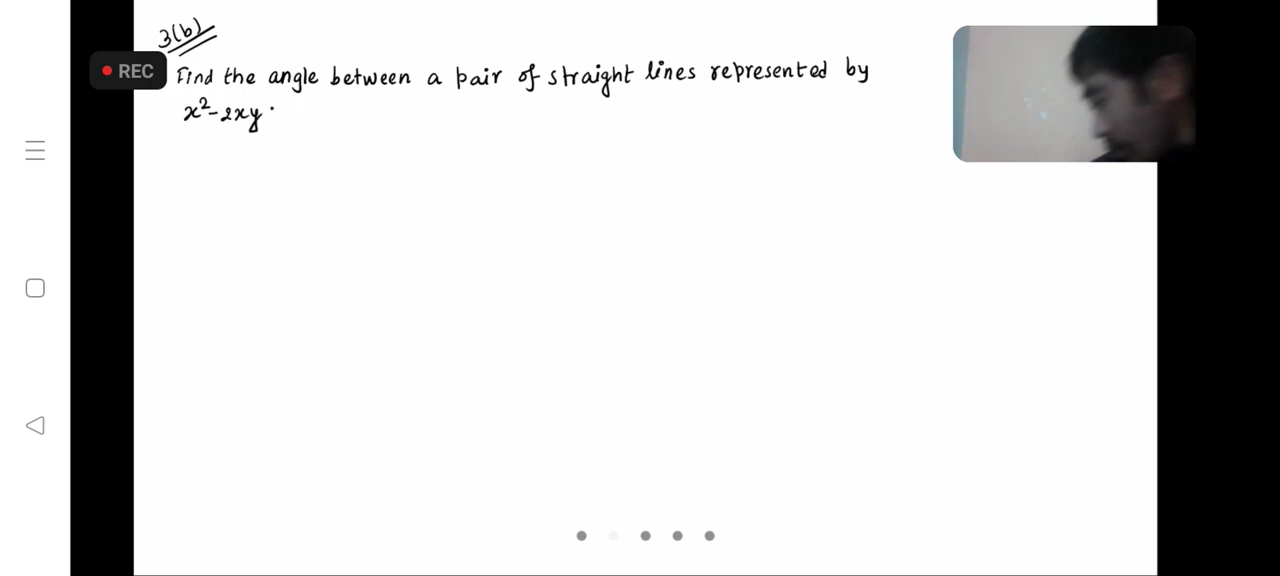 3(b)
REC
Find the angle between a pair of straight lines represented by
x²-2xy.